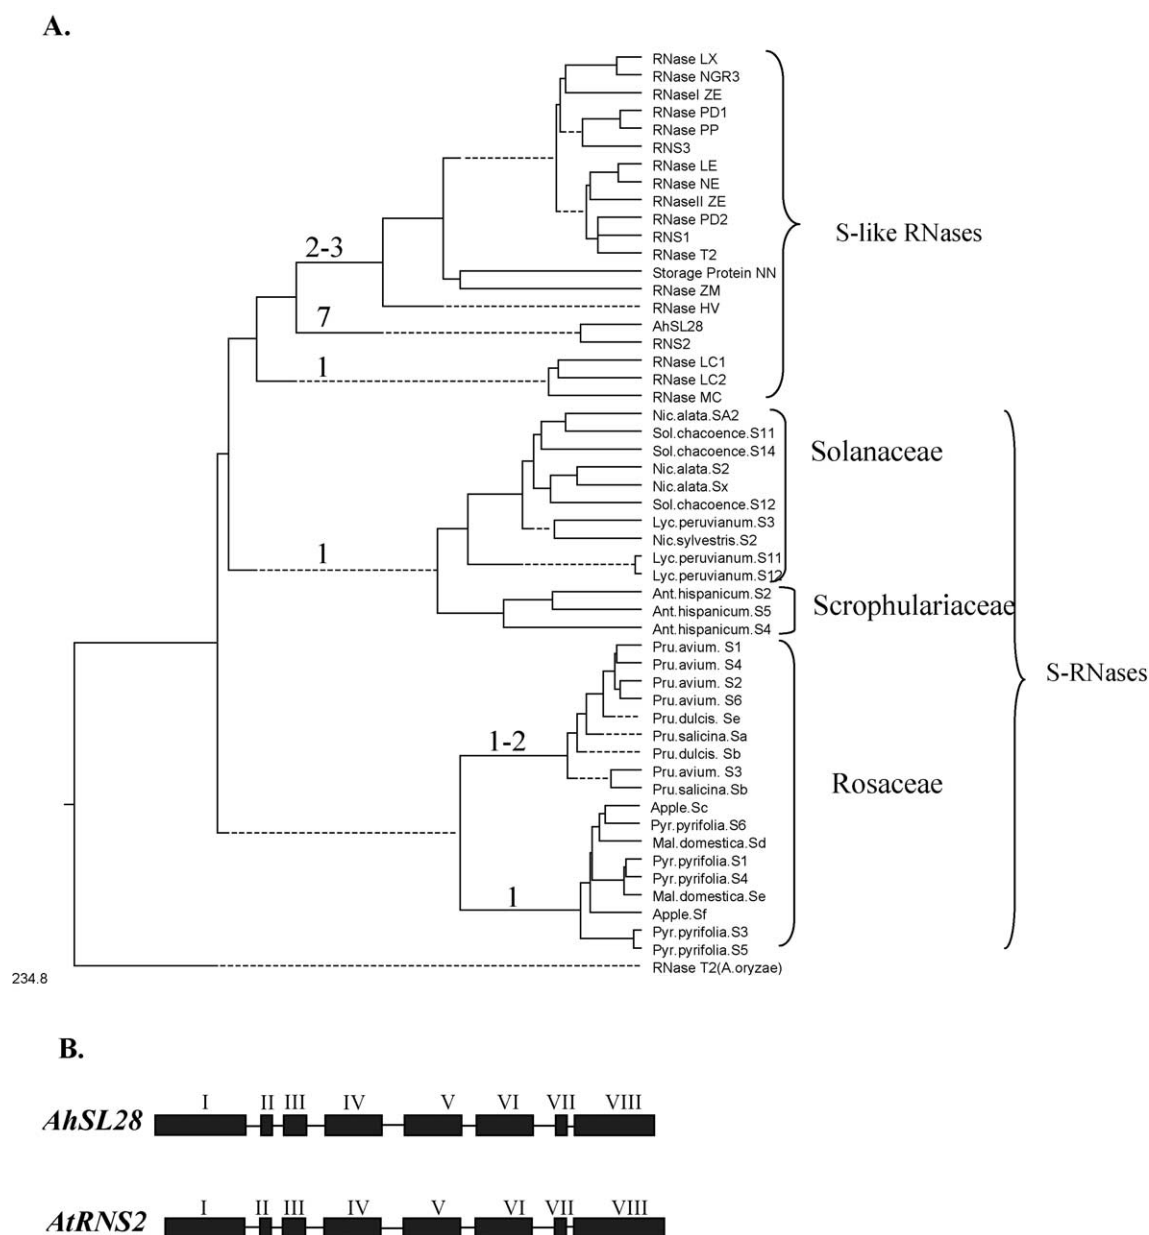 A.
RNase LX
RNase NGR3
RNaseI ZE
RNase PD1
RNase PP
RNS3
RNase LE
RNase NE
RNaseII ZE
RNase PD2
RNS1
RNase T2
Storage Protein NN
RNase ZM
RNase HV
AhSL28
RNS2
RNase LC1
RNase LC2
RNase MC
S-like RNases
2-3
7
1
Nic.alata.SA2
Sol.chacoence.S11
Sol.chacoence.S14
Nic.alata.S2
Nic.alata.Sx
Sol.chacoence.S12
Lyc.peruvianum.S3
Nic.sylvestris.S2
Lyc.peruvianum.S11
Lyc.peruvianum.S12
Solanaceae
1
Ant.hispanicum.S2
Ant.hispanicum.S5
Ant.hispanicum.S4
Scrophulariaceae
S-RNases
Pru.avium. S1
Pru.avium. S4
Pru.avium. S2
Pru.avium. S6
Pru.dulcis. Se
Pru.salicina.Sa
Pru.dulcis. Sb
Pru.avium. S3
Pru.salicina.Sb
1-2
Rosaceae
Apple.Sc
Pyr.pyrifolia.S6
Mal.domestica.Sd
Pyr.pyrifolia.S1
Pyr.pyrifolia.S4
Mal.domestica.Se
Apple.Sf
Pyr.pyrifolia.S3
Pyr.pyrifolia.S5
1
RNase T2(A.oryzae)
234.8
B.
I II III IV V VI VII VIII
AhSL28
I II III IV V VI VII VIII
AtRNS2